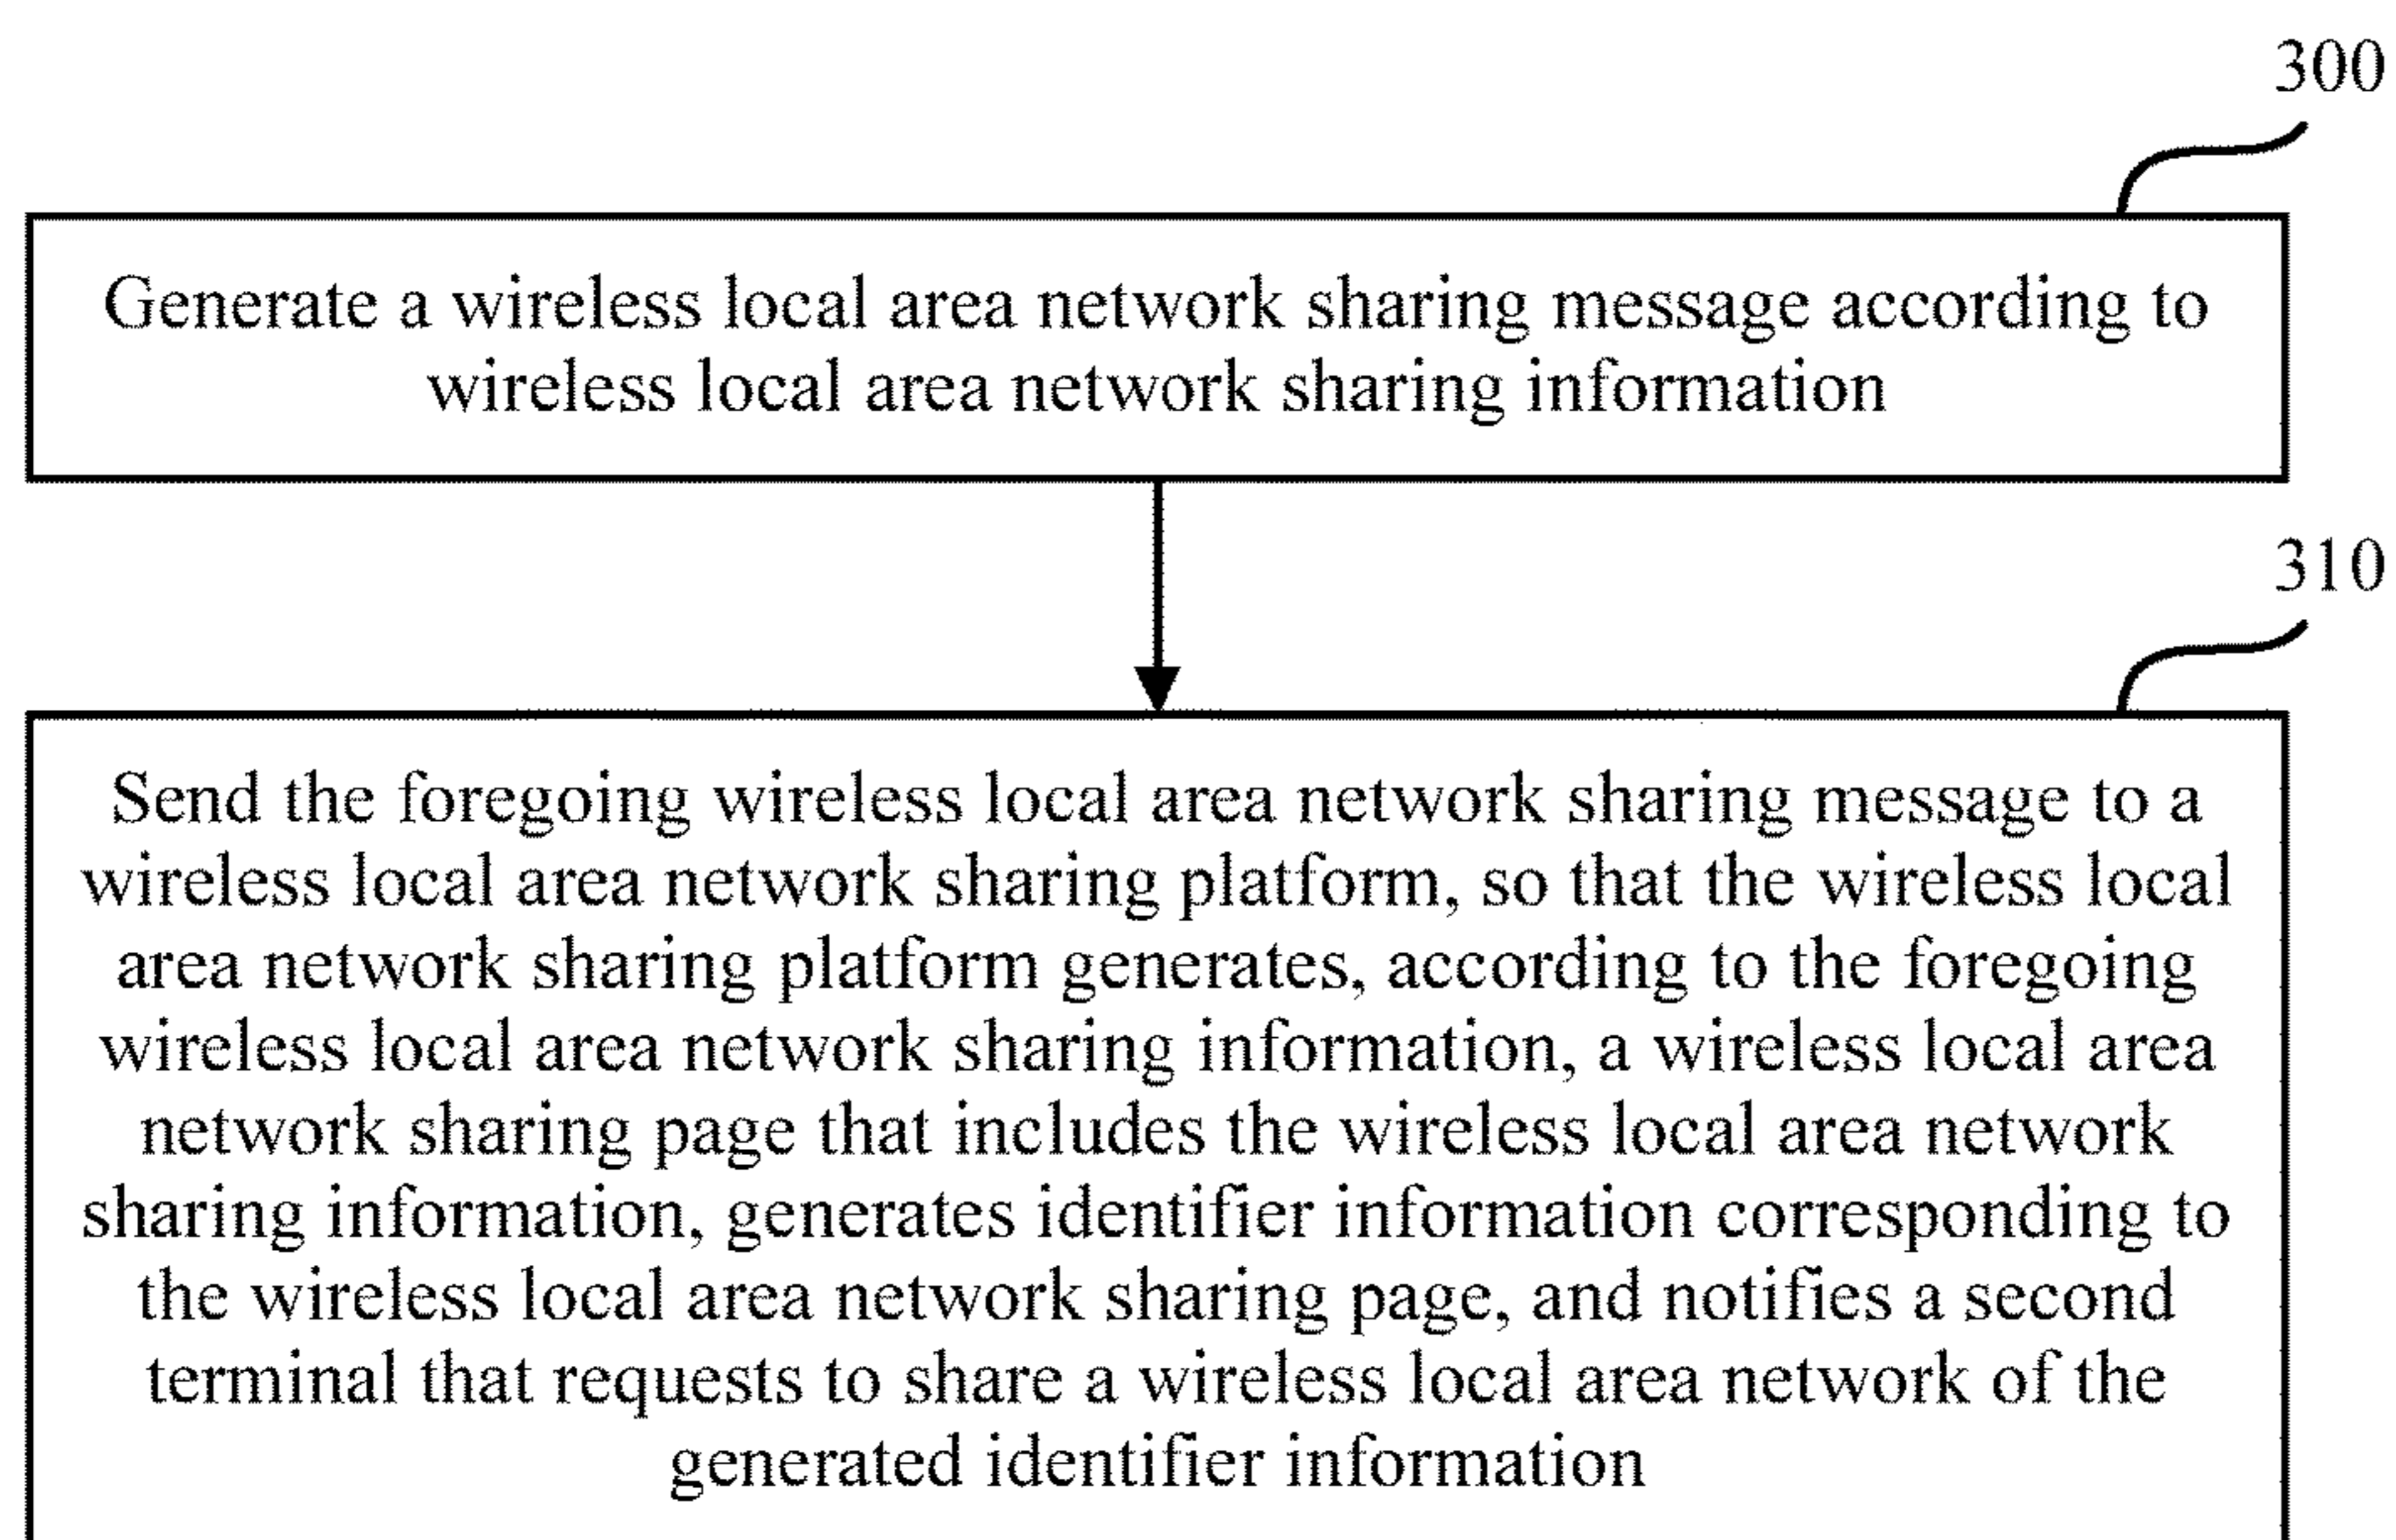 300
Generate a wireless local area network sharing message according to
wireless local area network sharing information
310
Send the foregoing wireless local area network sharing message to a
wireless local area network sharing platform, so that the wireless local
area network sharing platform generates, according to the foregoing
wireless local area network sharing information, a wireless local area
network sharing page that includes the wireless local area network
sharing information, generates identifier information corresponding to
the wireless local area network sharing page, and notifies a second
terminal that requests to share a wireless local area network of the
generated identifier information